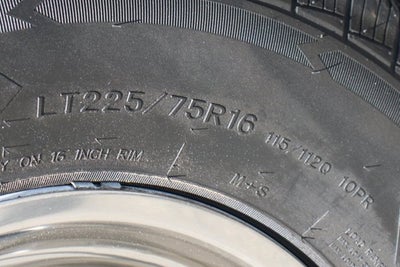 LT225/75R16 115/112Q 10PR
Y ON 16 INCH RIM
M+S